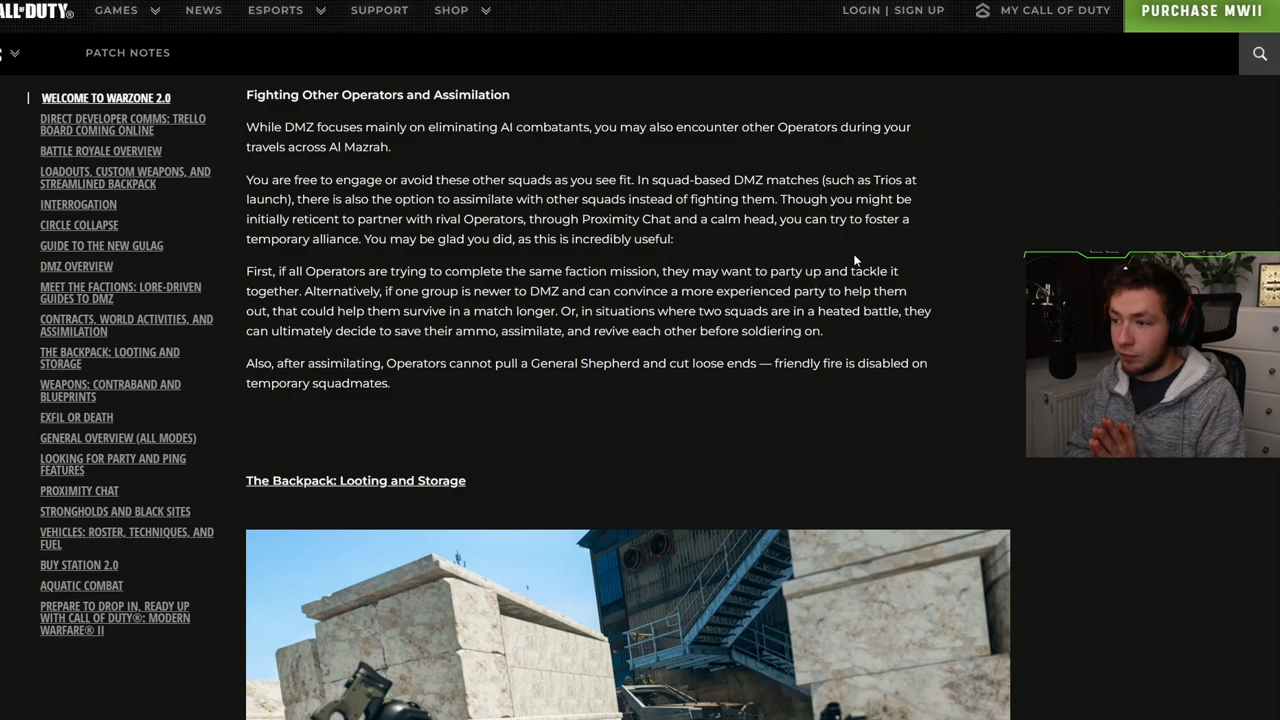 CALL OF DUTY®
GAMES
NEWS
ESPORTS
SUPPORT
SHOP
LOGIN | SIGN UP
MY CALL OF DUTY
PURCHASE MWII
PATCH NOTES
WELCOME TO WARZONE 2.0
DIRECT DEVELOPER COMMS: TRELLO
BOARD COMING ONLINE
BATTLE ROYALE OVERVIEW
LOADOUTS, CUSTOM WEAPONS, AND
STREAMLINED BACKPACK
INTERROGATION
CIRCLE COLLAPSE
GUIDE TO THE NEW GULAG
DMZ OVERVIEW
MEET THE FACTIONS: LORE-DRIVEN
GUIDES TO DMZ
CONTRACTS, WORLD ACTIVITIES, AND
ASSIMILATION
THE BACKPACK: LOOTING AND
STORAGE
WEAPONS: CONTRABAND AND
BLUEPRINTS
EXFIL OR DEATH
GENERAL OVERVIEW (ALL MODES)
LOOKING FOR PARTY AND PING
FEATURES
PROXIMITY CHAT
STRONGHOLDS AND BLACK SITES
VEHICLES: ROSTER, TECHNIQUES, AND
FUEL
BUY STATION 2.0
AQUATIC COMBAT
PREPARE TO DROP IN, READY UP
WITH CALL OF DUTY®: MODERN
WARFARE® II
Fighting Other Operators and Assimilation
While DMZ focuses mainly on eliminating AI combatants, you may also encounter other Operators during your
travels across Al Mazrah.
You are free to engage or avoid these other squads as you see fit. In squad-based DMZ matches (such as Trios at
launch), there is also the option to assimilate with other squads instead of fighting them. Though you might be
initially reticent to partner with rival Operators, through Proximity Chat and a calm head, you can try to foster a
temporary alliance. You may be glad you did, as this is incredibly useful:
First, if all Operators are trying to complete the same faction mission, they may want to party up and tackle it
together. Alternatively, if one group is newer to DMZ and can convince a more experienced party to help them
out, that could help them survive in a match longer. Or, in situations where two squads are in a heated battle, they
can ultimately decide to save their ammo, assimilate, and revive each other before soldiering on.
Also, after assimilating, Operators cannot pull a General Shepherd and cut loose ends — friendly fire is disabled on
temporary squadmates.
The Backpack: Looting and Storage